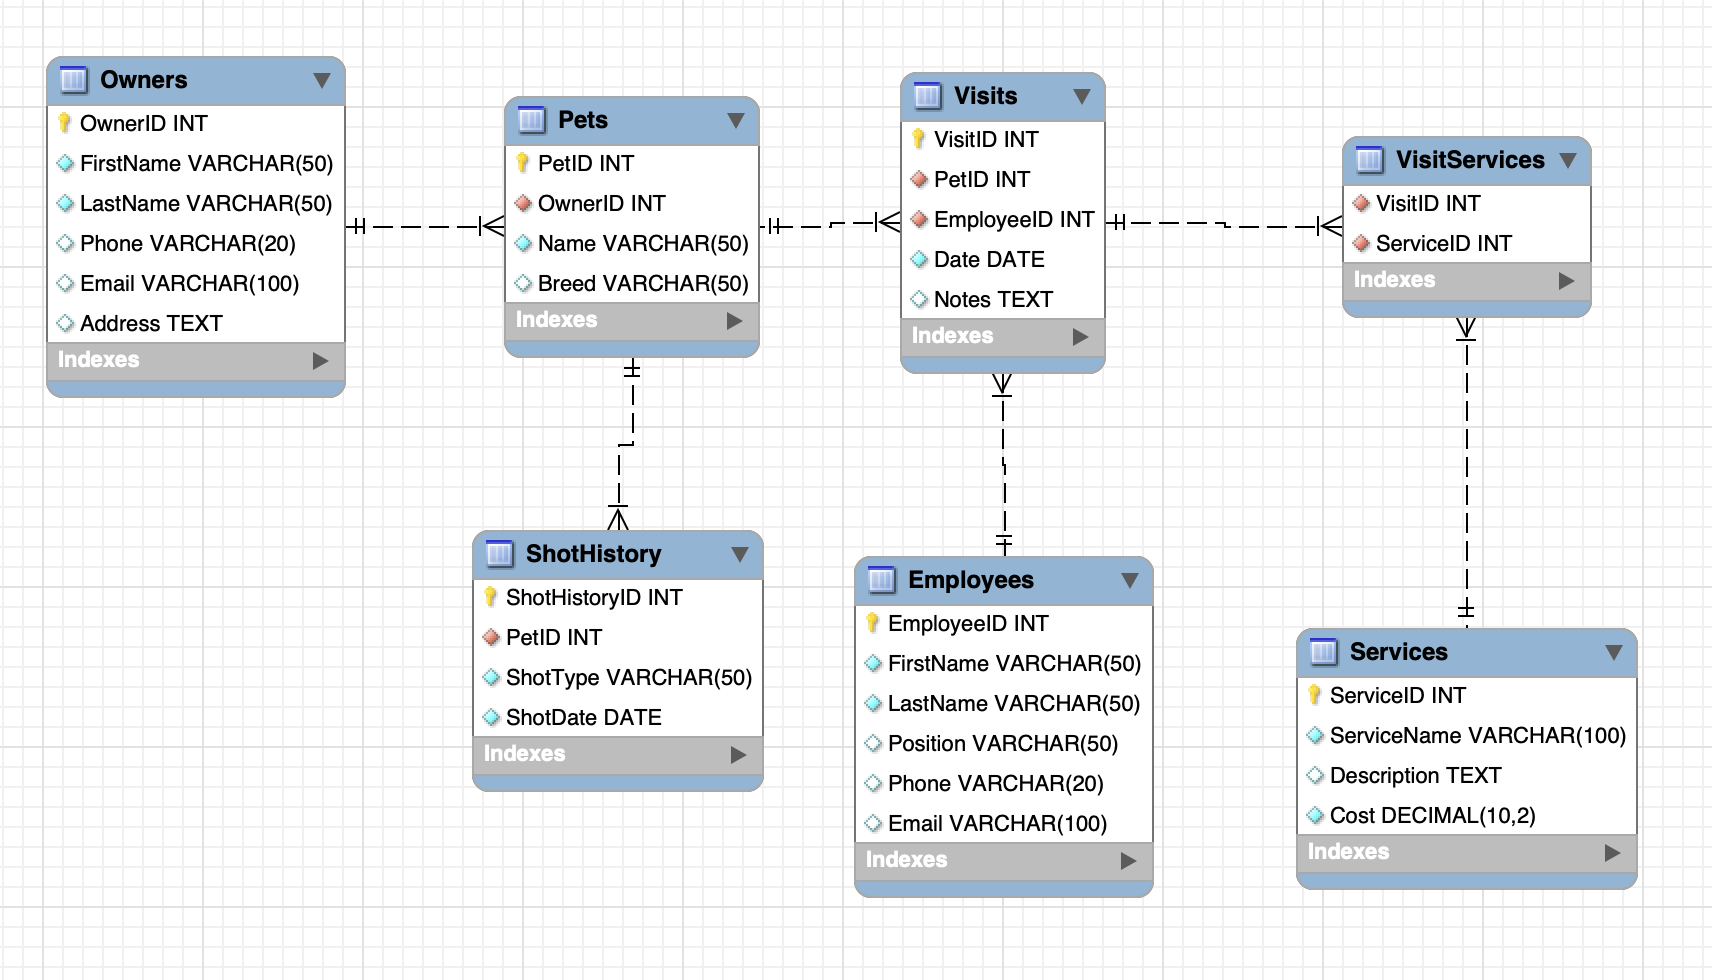 Owners
OwnerID INT
FirstName VARCHAR(50)
LastName VARCHAR(50)
Phone VARCHAR(20)
Email VARCHAR(100)
Address TEXT
Indexes
Pets
PetID INT
OwnerID INT
Name VARCHAR(50)
Breed VARCHAR(50)
Indexes
Visits
VisitID INT
PetID INT
EmployeeID INT
Date DATE
Notes TEXT
Indexes
VisitServices
VisitID INT
ServiceID INT
Indexes
ShotHistory
ShotHistoryID INT
PetID INT
ShotType VARCHAR(50)
ShotDate DATE
Indexes
Employees
EmployeeID INT
FirstName VARCHAR(50)
LastName VARCHAR(50)
Position VARCHAR(50)
Phone VARCHAR(20)
Email VARCHAR(100)
Indexes
Services
ServiceID INT
ServiceName VARCHAR(100)
Description TEXT
Cost DECIMAL(10,2)
Indexes